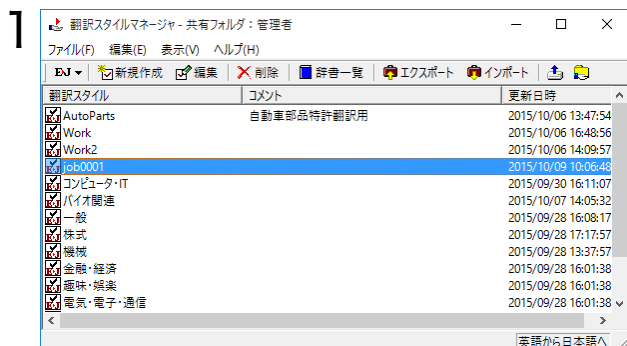 1
翻訳スタイルマネージャ - 共有フォルダ : 管理者
ファイル(F) 編集(E) 表示(V) ヘルプ(H)
EJ 新規作成 編集 削除 辞書一覧 エクスポート インポート
翻訳スタイル コメント 更新日時
AutoParts 自動車部品特許翻訳用 2015/10/06 13:47:54
Work 2015/10/06 16:48:56
Work2 2015/10/06 14:09:57
job0001 2015/10/09 10:06:48
コンピュータ・IT 2015/09/30 16:11:07
バイオ関連 2015/10/07 14:05:32
一般 2015/09/28 16:08:17
株式 2015/09/28 17:17:57
機械 2015/09/28 13:37:57
金融・経済 2015/09/28 16:01:38
趣味・娯楽 2015/09/28 16:01:38
電気・電子・通信 2015/09/28 16:01:38
英語から日本語へ